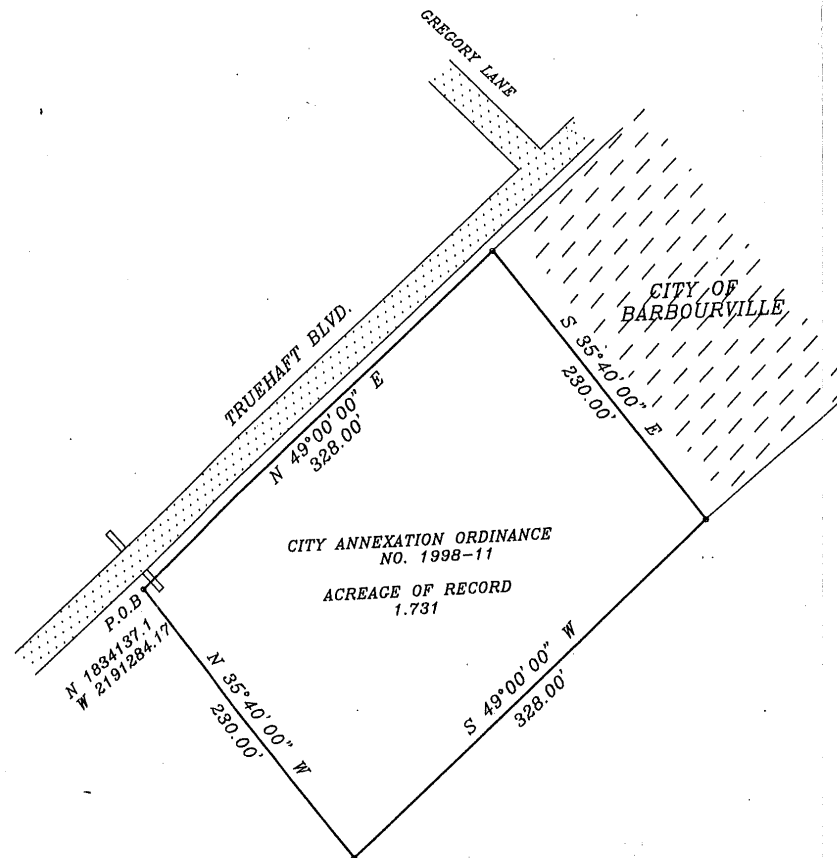 GREGORY LANE
CITY OF
BARBOURVILLE
TRUEHAFT BLVD.
S 35°40'00" E
230.00'
N 49°00'00" E
328.00'
CITY ANNEXATION ORDINANCE
NO. 1998-11
ACREAGE OF RECORD
1.731
P.O.B
N 1834137.1
W 2191284.17
N 35°40'00" W
230.00'
S 49°00'00" W
328.00'